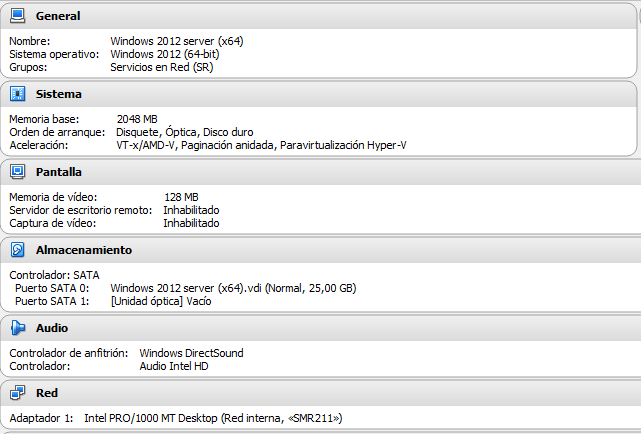 General
Nombre: Windows 2012 server (x64)
Sistema operativo: Windows 2012 (64-bit)
Grupos: Servicios en Red (SR)
Sistema
Memoria base: 2048 MB
Orden de arranque: Disquete, Óptica, Disco duro
Aceleración: VT-x/AMD-V, Paginación anidada, Paravirtualización Hyper-V
Pantalla
Memoria de vídeo: 128 MB
Servidor de escritorio remoto: Inhabilitado
Captura de vídeo: Inhabilitado
Almacenamiento
Controlador: SATA
Puerto SATA 0: Windows 2012 server (x64).vdi (Normal, 25,00 GB)
Puerto SATA 1: [Unidad óptica] Vacío
Audio
Controlador de anfitrión: Windows DirectSound
Controlador: Audio Intel HD
Red
Adaptador 1: Intel PRO/1000 MT Desktop (Red interna, «SMR211»)